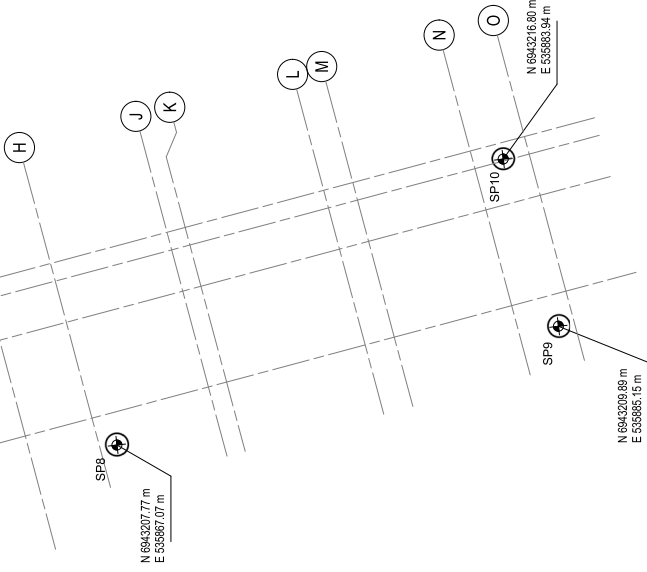 H
J
K
L
M
N
O
N 6943216.80 m
E 535883.94 m
SP10
SP9
N 6943209.89 m
E 535885.15 m
SP8
N 6943207.77 m
E 535867.07 m